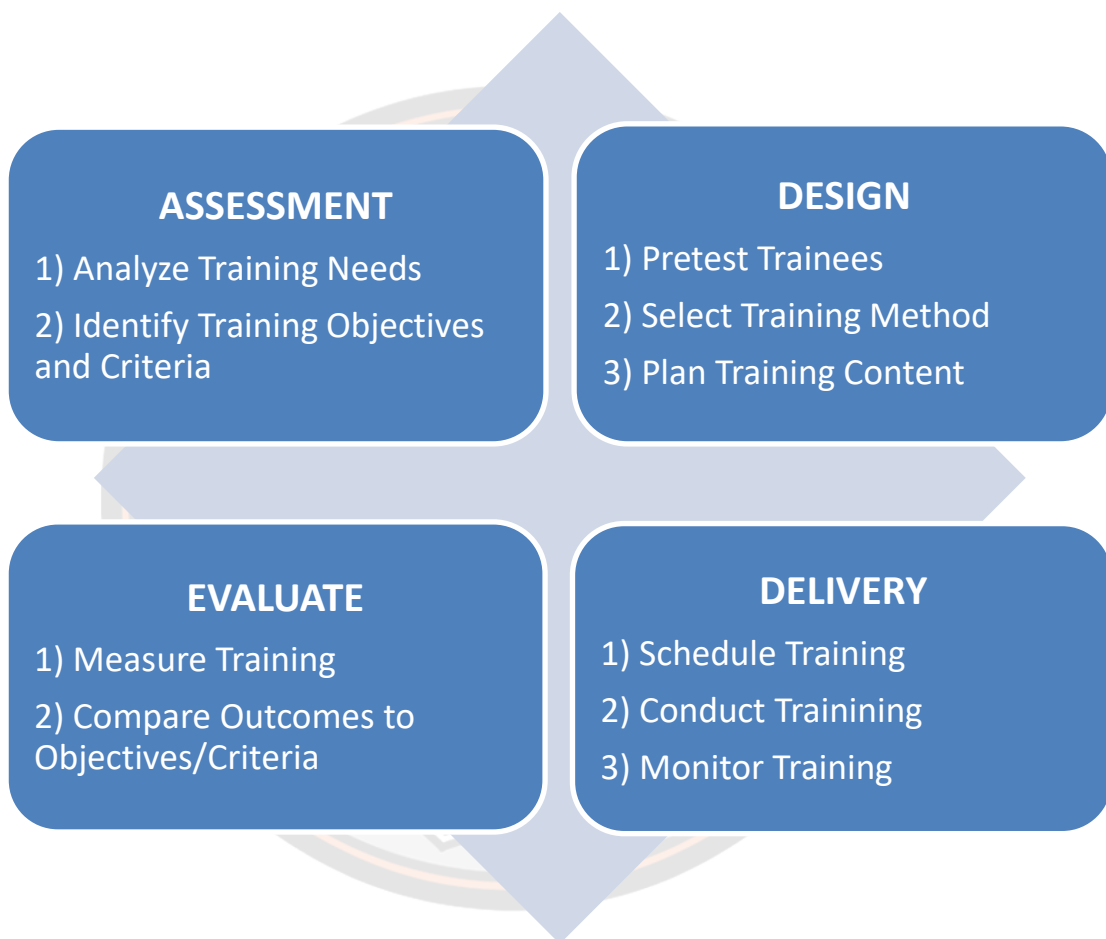 ASSESSMENT
1) Analyze Training Needs
2) Identify Training Objectives
and Criteria
DESIGN
1) Pretest Trainees
2) Select Training Method
3) Plan Training Content
EVALUATE
1) Measure Training
2) Compare Outcomes to
Objectives/Criteria
DELIVERY
1) Schedule Training
2) Conduct Trainining
3) Monitor Training